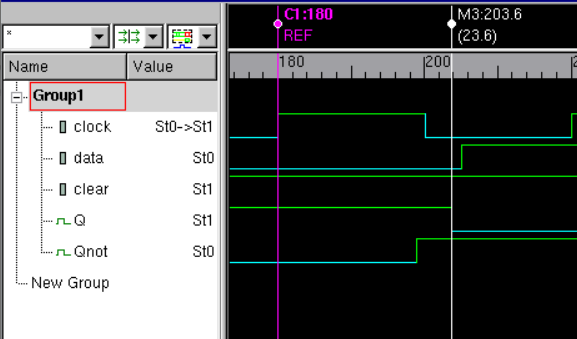 C1:180 M3:203.6
* REF (23.6)
Name Value 180 200 2
Group1
clock St0->St1
data St0
clear St1
Q St1
Qnot St0
New Group